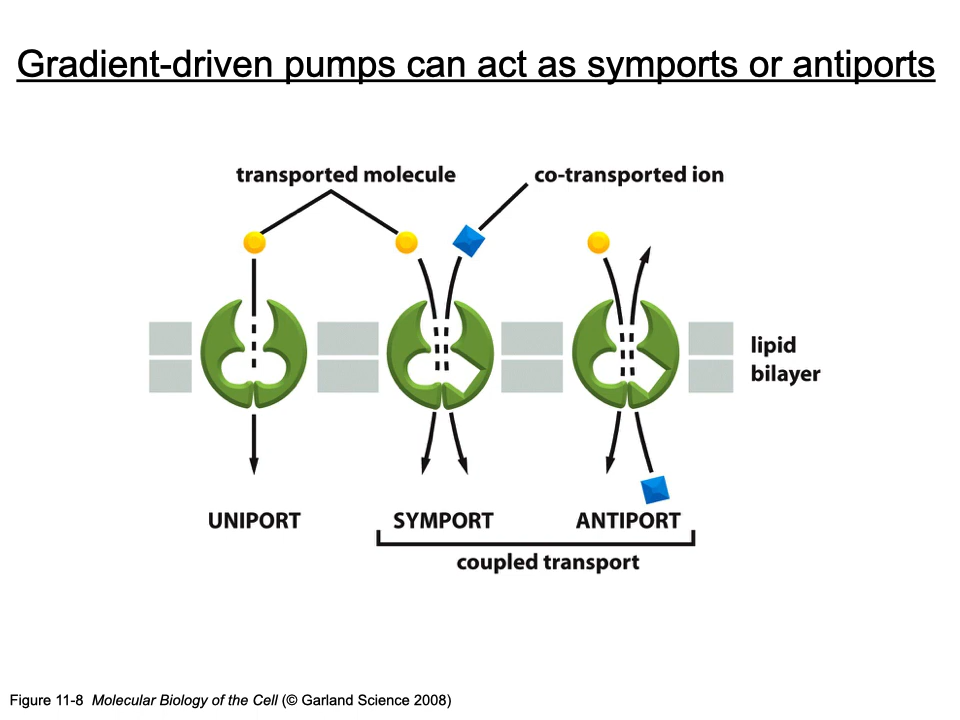 Gradient-driven pumps can act as symports or antiports
transported molecule
co-transported ion
lipid
bilayer
UNIPORT
SYMPORT
ANTIPORT
coupled transport
Figure 11-8 Molecular Biology of the Cell (© Garland Science 2008)